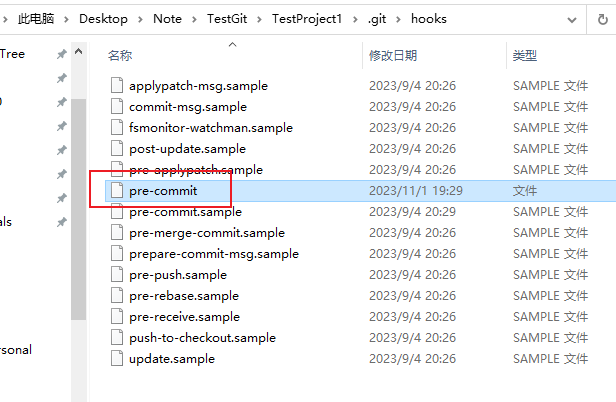 此电脑 > Desktop > Note > TestGit > TestProject1 > .git > hooks
Tree
名称 修改日期 类型
applypatch-msg.sample 2023/9/4 20:26 SAMPLE 文件
commit-msg.sample 2023/9/4 20:26 SAMPLE 文件
fsmonitor-watchman.sample 2023/9/4 20:26 SAMPLE 文件
post-update.sample 2023/9/4 20:26 SAMPLE 文件
pre-applypatch.sample 2023/9/4 20:26 SAMPLE 文件
pre-commit 2023/11/1 19:29 文件
als
pre-commit.sample 2023/9/4 20:29 SAMPLE 文件
pre-merge-commit.sample 2023/9/4 20:26 SAMPLE 文件
prepare-commit-msg.sample 2023/9/4 20:26 SAMPLE 文件
pre-push.sample 2023/9/4 20:26 SAMPLE 文件
pre-rebase.sample 2023/9/4 20:26 SAMPLE 文件
pre-receive.sample 2023/9/4 20:26 SAMPLE 文件
push-to-checkout.sample 2023/9/4 20:26 SAMPLE 文件
rsonal
update.sample 2023/9/4 20:26 SAMPLE 文件